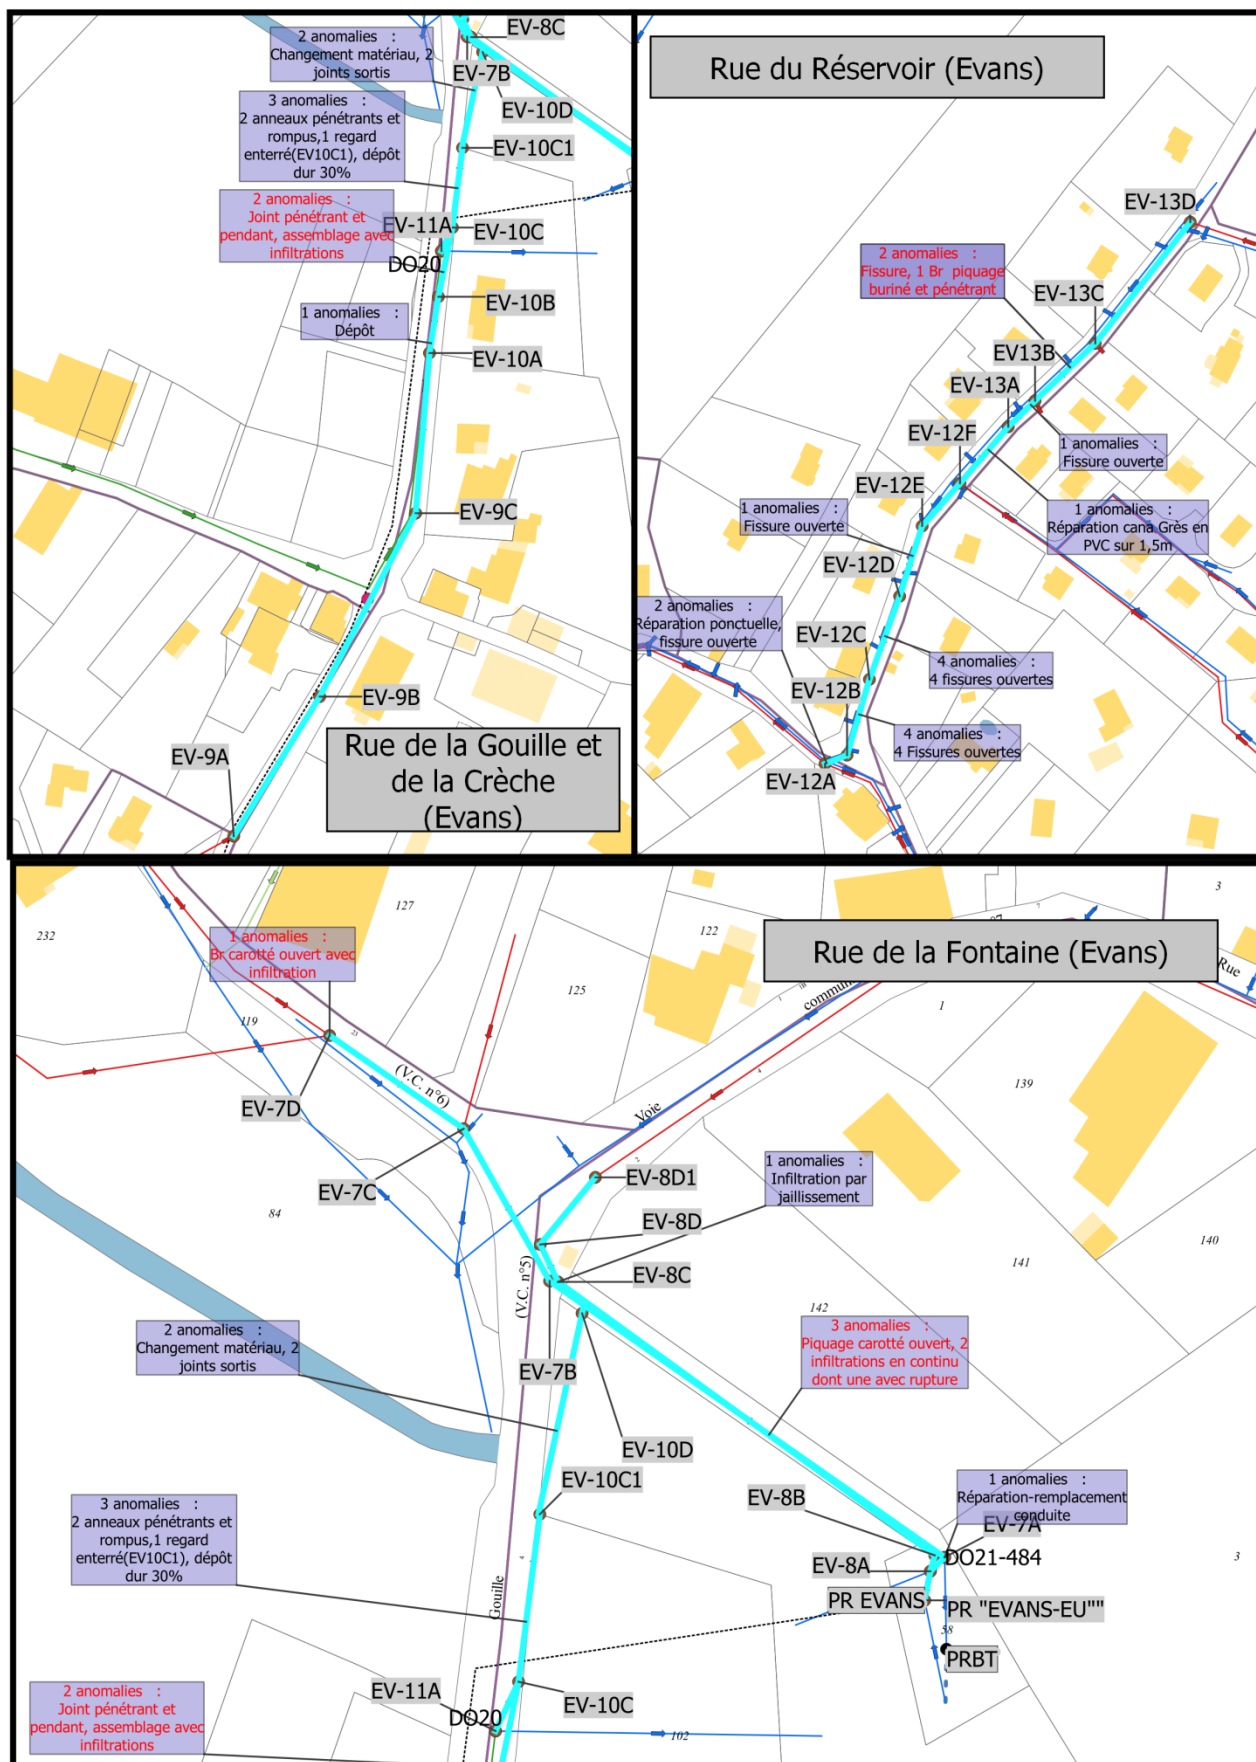 2 anomalies :
Changement matériau, 2
joints sortis
EV-8C
EV-7B
EV-10D
3 anomalies :
2 anneaux pénétrants et
rompus,1 regard
enterré(EV10C1), dépôt
dur 30%
EV-10C1
2 anomalies :
Joint pénétrant et
pendant, assemblage avec
infiltrations
EV-11A
EV-10C
DO20
EV-10B
1 anomalies :
Dépôt
EV-10A
EV-9C
EV-9B
EV-9A
Rue de la Gouille et
de la Crèche
(Evans)
Rue du Réservoir (Evans)
EV-13D
2 anomalies :
Fissure, 1 Br piquage
buriné et pénétrant
EV-13C
EV13B
EV-13A
EV-12F
1 anomalies :
Fissure ouverte
EV-12E
1 anomalies :
Fissure ouverte
1 anomalies :
Réparation cana Grès en
PVC sur 1,5m
EV-12D
2 anomalies :
Réparation ponctuelle,
fissure ouverte
EV-12C
4 anomalies :
4 fissures ouvertes
EV-12B
4 anomalies :
4 Fissures ouvertes
EV-12A
Rue de la Fontaine (Evans)
232
127
122
3
1 anomalies :
Br carotté ouvert avec
infiltration
Rue
125
commun
1
119
23
4
139
(V.C. n°6)
Voie
EV-7D
2
1 anomalies :
Infiltration par
jaillissement
EV-7C
EV-8D1
84
EV-8D
140
141
EV-8C
(V.C. n°5)
142
2 anomalies :
Changement matériau, 2
joints sortis
3 anomalies :
Piquage carotté ouvert, 2
infiltrations en continu
dont une avec rupture
EV-7B
EV-10D
EV-10C1
EV-8B
1 anomalies :
Réparation-remplacement
conduite
EV-7A
3 anomalies :
2 anneaux pénétrants et
rompus,1 regard
enterré(EV10C1), dépôt
dur 30%
DO21-484
3
EV-8A
4
PR EVANS
PR "EVANS-EU""
Gouille
58
PRBT
2 anomalies :
Joint pénétrant et
pendant, assemblage avec
infiltrations
EV-11A
EV-10C
DO20
102